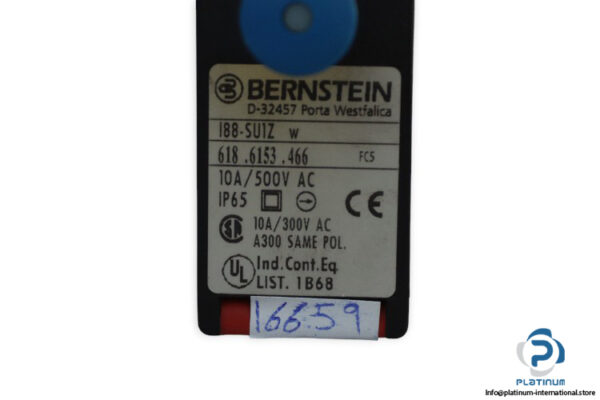 BERNSTEIN
D-32457 Porta Westfalica
I88-SU1Z w
618.6153.466 FC5
10A/500V AC
IP65 CE
10A/300V AC
A300 SAME POL.
UL Ind.Cont.Eq
LIST. 1B68
16659
PLATINUM
Info@platinum-international.store